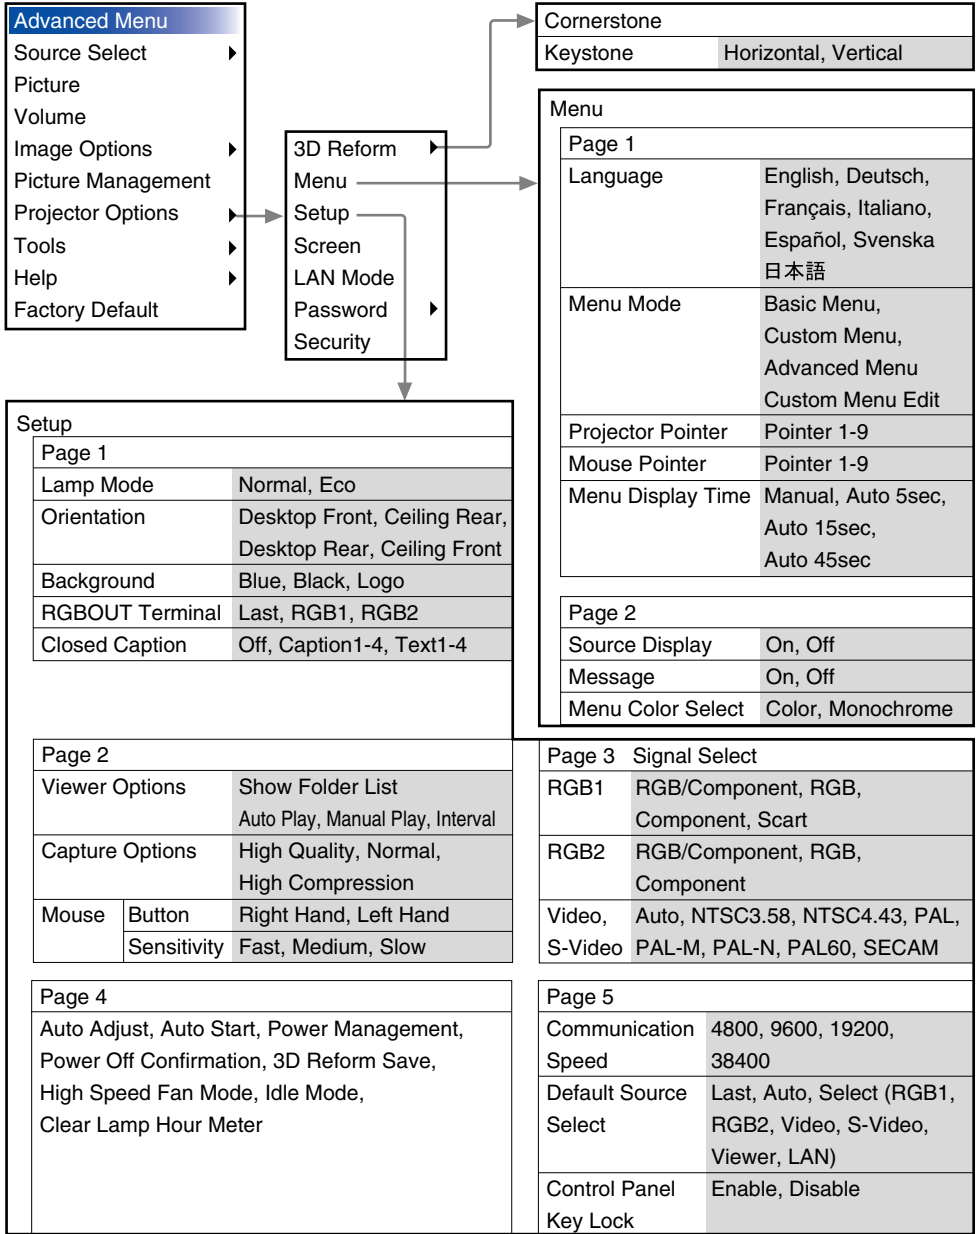 Advanced Menu
Source Select
Picture
Volume
Image Options
Picture Management
Projector Options
Tools
Help
Factory Default
3D Reform
Menu
Setup
Screen
LAN Mode
Password
Security
Cornerstone
Keystone Horizontal, Vertical
Menu
Page 1
Language English, Deutsch,
Français, Italiano,
Español, Svenska
日本語
Menu Mode Basic Menu,
Custom Menu,
Advanced Menu
Custom Menu Edit
Projector Pointer Pointer 1-9
Mouse Pointer Pointer 1-9
Menu Display Time Manual, Auto 5sec,
Auto 15sec,
Auto 45sec
Page 2
Source Display On, Off
Message On, Off
Menu Color Select Color, Monochrome
Setup
Page 1
Lamp Mode Normal, Eco
Orientation Desktop Front, Ceiling Rear,
Desktop Rear, Ceiling Front
Background Blue, Black, Logo
RGBOUT Terminal Last, RGB1, RGB2
Closed Caption Off, Caption1-4, Text1-4
Page 2
Viewer Options Show Folder List
Auto Play, Manual Play, Interval
Capture Options High Quality, Normal,
High Compression
Mouse Button Right Hand, Left Hand
Sensitivity Fast, Medium, Slow
Page 3 Signal Select
RGB1 RGB/Component, RGB,
Component, Scart
RGB2 RGB/Component, RGB,
Component
Video, Auto, NTSC3.58, NTSC4.43, PAL,
S-Video PAL-M, PAL-N, PAL60, SECAM
Page 4
Auto Adjust, Auto Start, Power Management,
Power Off Confirmation, 3D Reform Save,
High Speed Fan Mode, Idle Mode,
Clear Lamp Hour Meter
Page 5
Communication 4800, 9600, 19200,
Speed 38400
Default Source Last, Auto, Select (RGB1,
Select RGB2, Video, S-Video,
Viewer, LAN)
Control Panel Enable, Disable
Key Lock